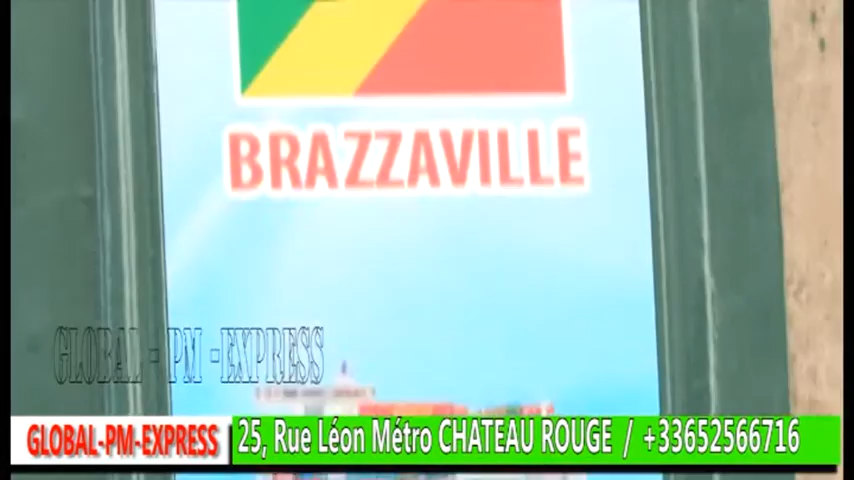 BRAZZAVILLE
GLOBAL - PM -EXPRESS
GLOBAL-PM-EXPRESS 25, Rue Léon Métro CHATEAU ROUGE / +33652566716